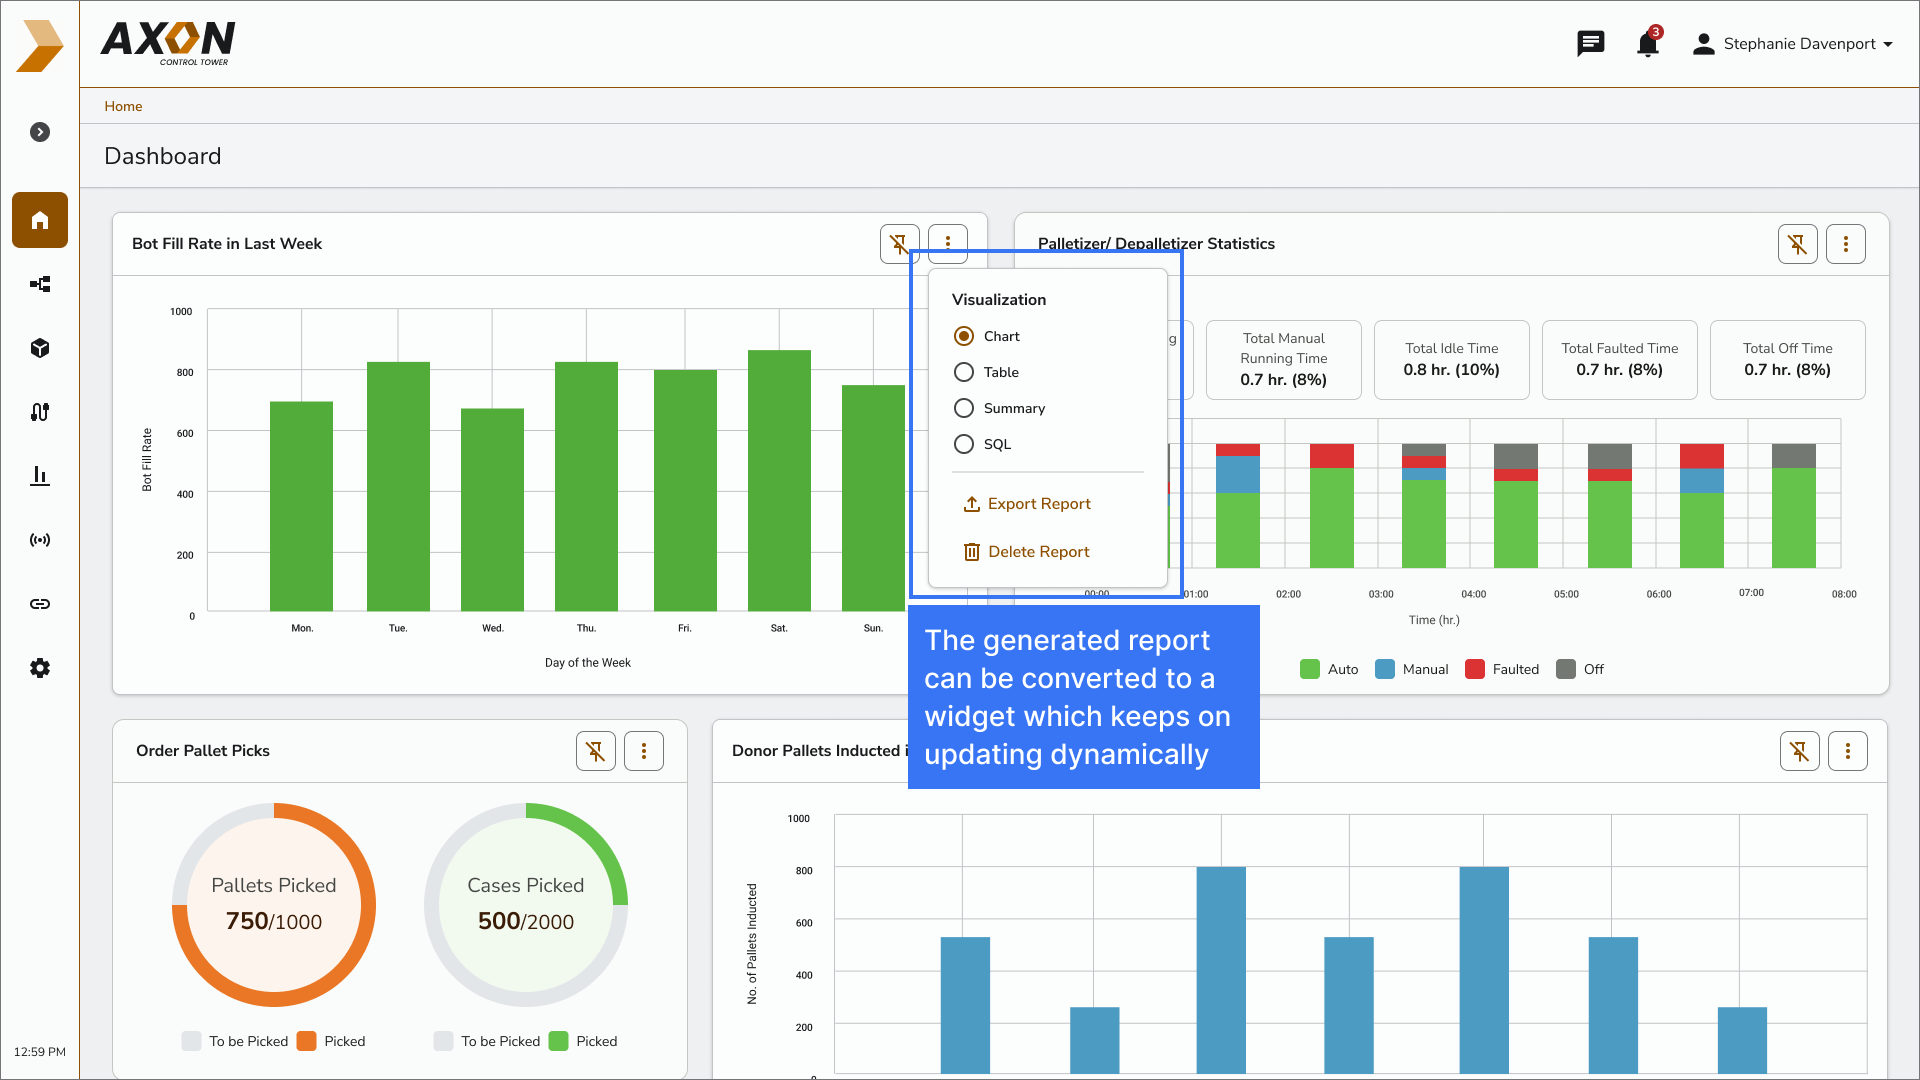 AXON
CONTROL TOWER
3
Stephanie Davenport
Home
Dashboard
Bot Fill Rate in Last Week
1000
800
600
400
200
0
Bot Fill Rate
Mon.
Tue.
Wed.
Thu.
Fri.
Sat.
Sun.
Day of the Week
Visualization
Chart
Table
Summary
SQL
Export Report
Delete Report
Palletizer/ Depalletizer Statistics
g
Total Manual
Running Time
0.7 hr. (8%)
Total Idle Time
0.8 hr. (10%)
Total Faulted Time
0.7 hr. (8%)
Total Off Time
0.7 hr. (8%)
00:00
01:00
02:00
03:00
04:00
05:00
06:00
07:00
08:00
Time (hr.)
Auto
Manual
Faulted
Off
The generated report
can be converted to a
widget which keeps on
updating dynamically
Order Pallet Picks
Pallets Picked
750/1000
To be Picked
Picked
Cases Picked
500/2000
To be Picked
Picked
Donor Pallets Inducted i
1000
800
600
400
200
0
No. of Pallets Inducted
12:59 PM